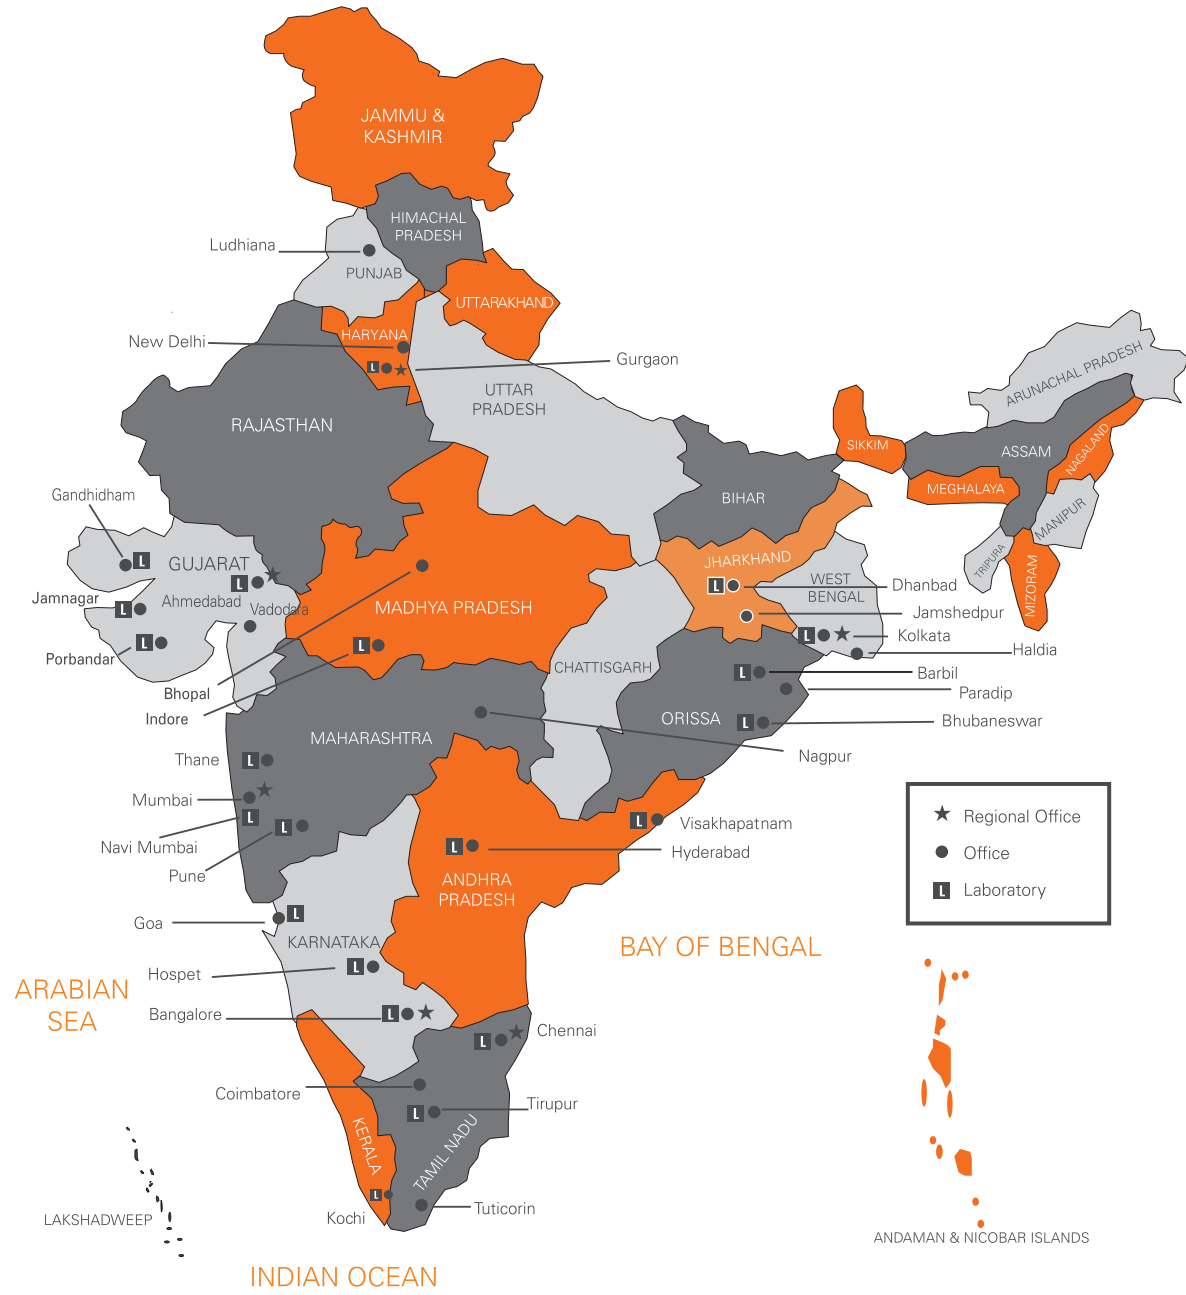 JAMMU &
KASHMIR
HIMACHAL
PRADESH
Ludhiana
PUNJAB
UTTARAKHAND
HARYANA
New Delhi
L
Gurgaon
UTTAR
PRADESH
ARUNACHAL PRADESH
RAJASTHAN
SIKKIM
ASSAM
NAGALAND
MEGHALAYA
BIHAR
Gandhidham
MANIPUR
L
GUJARAT
JHARKHAND
TRIPURA
MIZORAM
L
L
Dhanbad
WEST
BENGAL
Jamnagar
L
Ahmedabad
Vadodara
MADHYA PRADESH
Jamshedpur
L
Kolkata
Porbandar
L
L
Haldia
CHATTISGARH
L
Barbil
Bhopal
Paradip
Indore
ORISSA
L
Bhubaneswar
MAHARASHTRA
Nagpur
Thane
L
Mumbai
L
Navi Mumbai
L
Pune
L
Visakhapatnam
L
Hyderabad
Regional Office
Office
L
Laboratory
ANDHRA
PRADESH
Goa
L
KARNATAKA
BAY OF BENGAL
Hospet
L
ARABIAN
SEA
Bangalore
L
L
Chennai
Coimbatore
L
Tirupur
KERALA
TAMIL NADU
L
Kochi
Tuticorin
LAKSHADWEEP
ANDAMAN & NICOBAR ISLANDS
INDIAN OCEAN